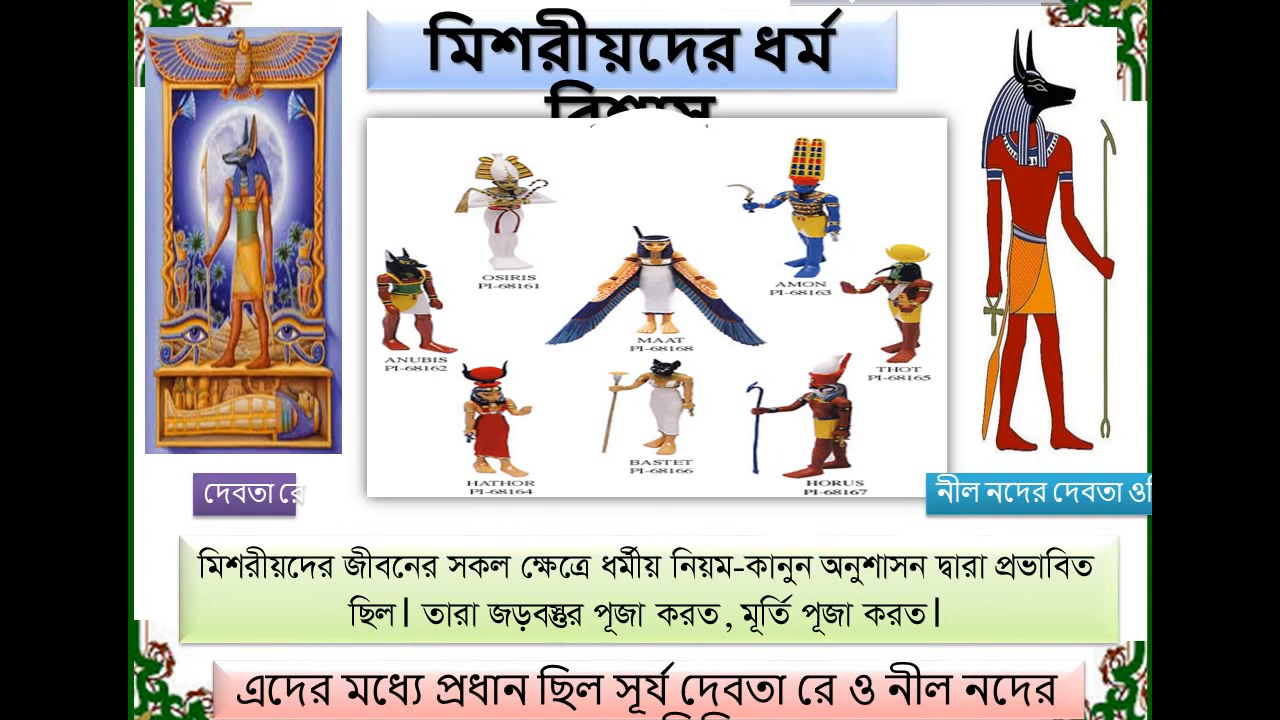 মিশরীয়দের ধর্ম
বিশ্বাস
OSIRIS
PI-68161
AMON
PI-68163
MAAT
PI-68168
ANUBIS
PI-68162
THOT
PI-68165
BASTET
PI-68166
HATHOR
PI-68164
HORUS
PI-68167
দেবতা রে
নীল নদের দেবতা
মিশরীয়দের জীবনের সকল ক্ষেত্রে ধর্মীয় নিয়ম-কানুন অনুশাসন দ্বারা প্রভাবিত
ছিল। তারা জড়বস্তুর পূজা করত, মূর্তি পূজা করত।
এদের মধ্যে প্রধান ছিল সূর্য দেবতা রে ও নীল নদের